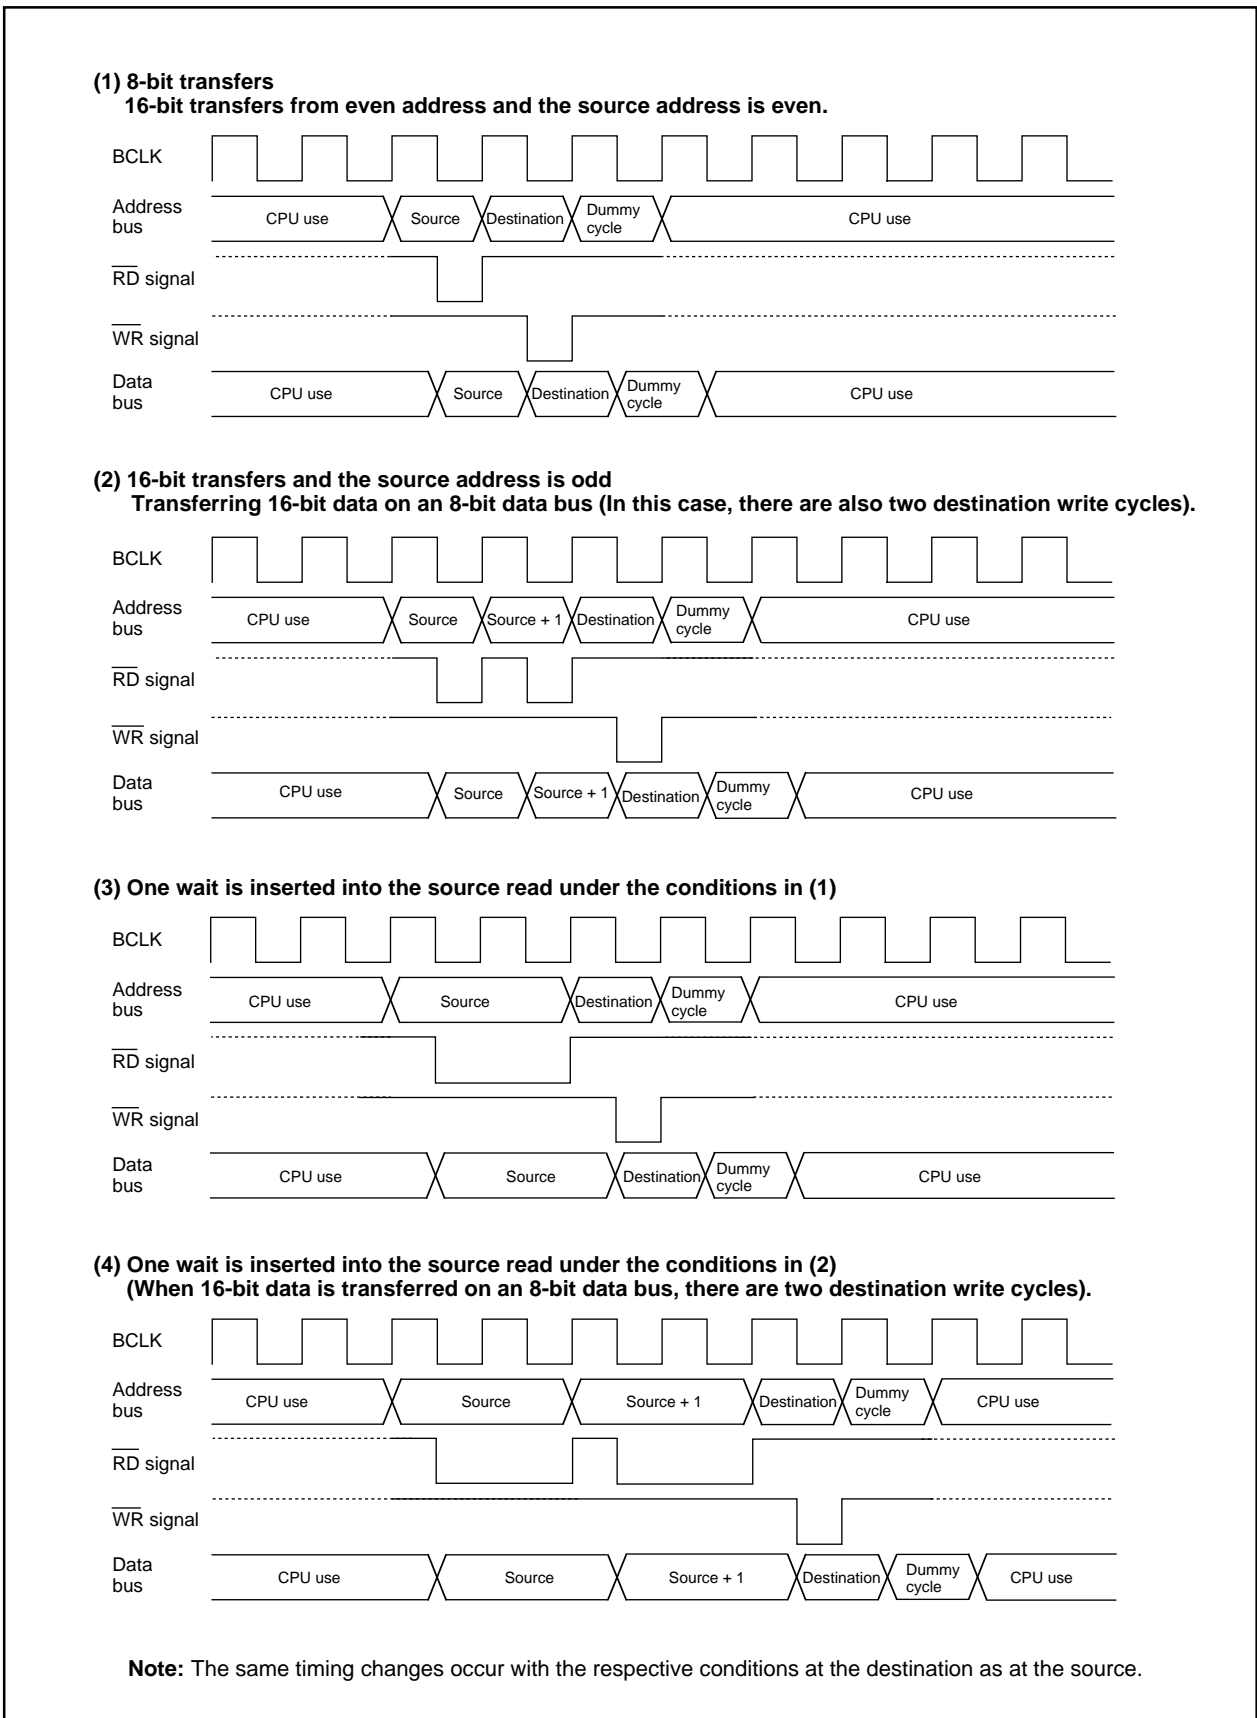 (1) 8-bit transfers
16-bit transfers from even address and the source address is even.
BCLK
Address
bus
CPU use
Source
Destination
Dummy
cycle
CPU use
RD signal
WR signal
Data
bus
CPU use
Source
Destination
Dummy
cycle
CPU use
(2) 16-bit transfers and the source address is odd
Transferring 16-bit data on an 8-bit data bus (In this case, there are also two destination write cycles).
BCLK
Address
bus
CPU use
Source
Source + 1
Destination
Dummy
cycle
CPU use
RD signal
WR signal
Data
bus
CPU use
Source
Source + 1
Destination
Dummy
cycle
CPU use
(3) One wait is inserted into the source read under the conditions in (1)
BCLK
Address
bus
CPU use
Source
Destination
Dummy
cycle
CPU use
RD signal
WR signal
Data
bus
CPU use
Source
Destination
Dummy
cycle
CPU use
(4) One wait is inserted into the source read under the conditions in (2)
(When 16-bit data is transferred on an 8-bit data bus, there are two destination write cycles).
BCLK
Address
bus
CPU use
Source
Source + 1
Destination
Dummy
cycle
CPU use
RD signal
WR signal
Data
bus
CPU use
Source
Source + 1
Destination
Dummy
cycle
CPU use
Note: The same timing changes occur with the respective conditions at the destination as at the source.